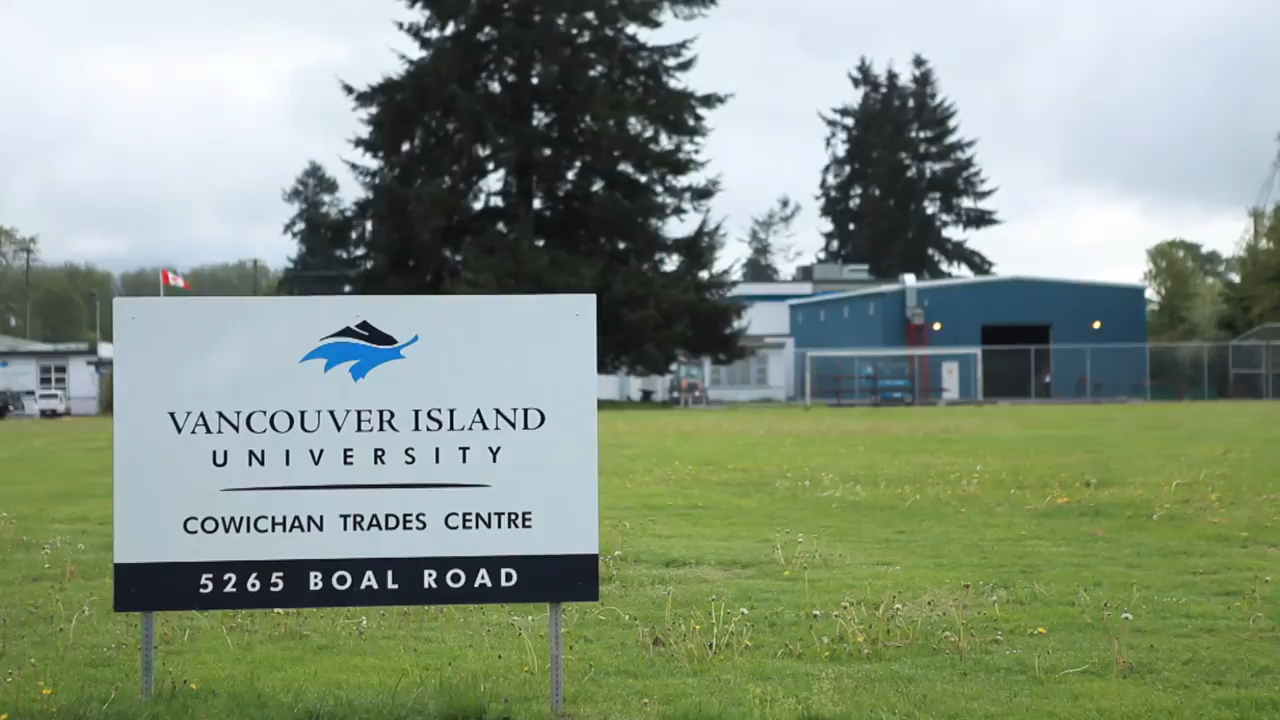 VANCOUVER ISLAND
UNIVERSITY
COWICHAN TRADES CENTRE
5265 BOAL ROAD